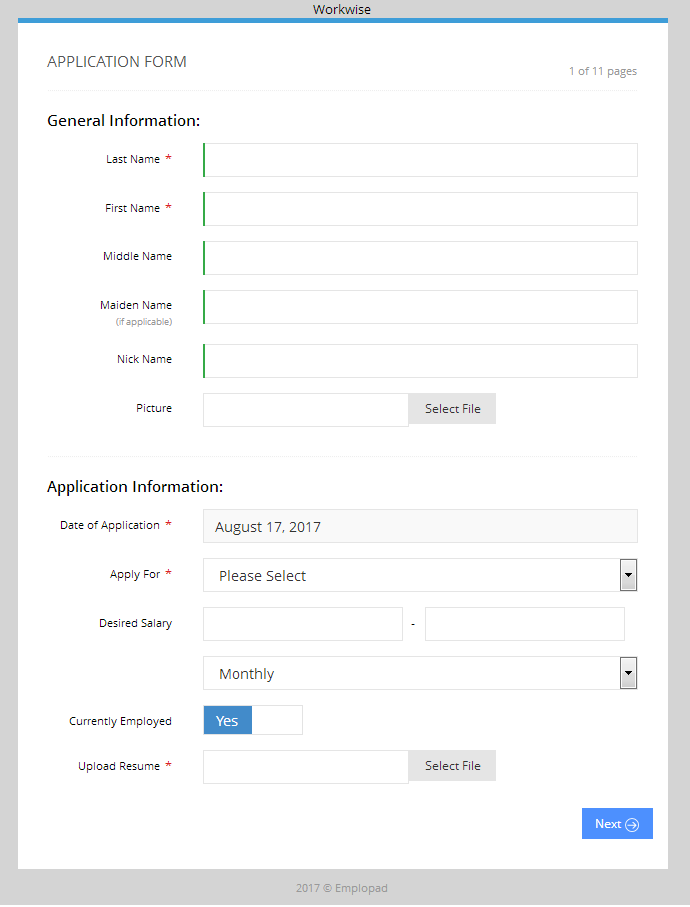 Workwise
APPLICATION FORM
1 of 11 pages
General Information:
Last Name *
First Name *
Middle Name
Maiden Name
(if applicable)
Nick Name
Picture Select File
Application Information:
Date of Application * August 17, 2017
Apply For * Please Select
Desired Salary -
Monthly
Currently Employed Yes
Upload Resume * Select File
Next
2017 © Emplopad